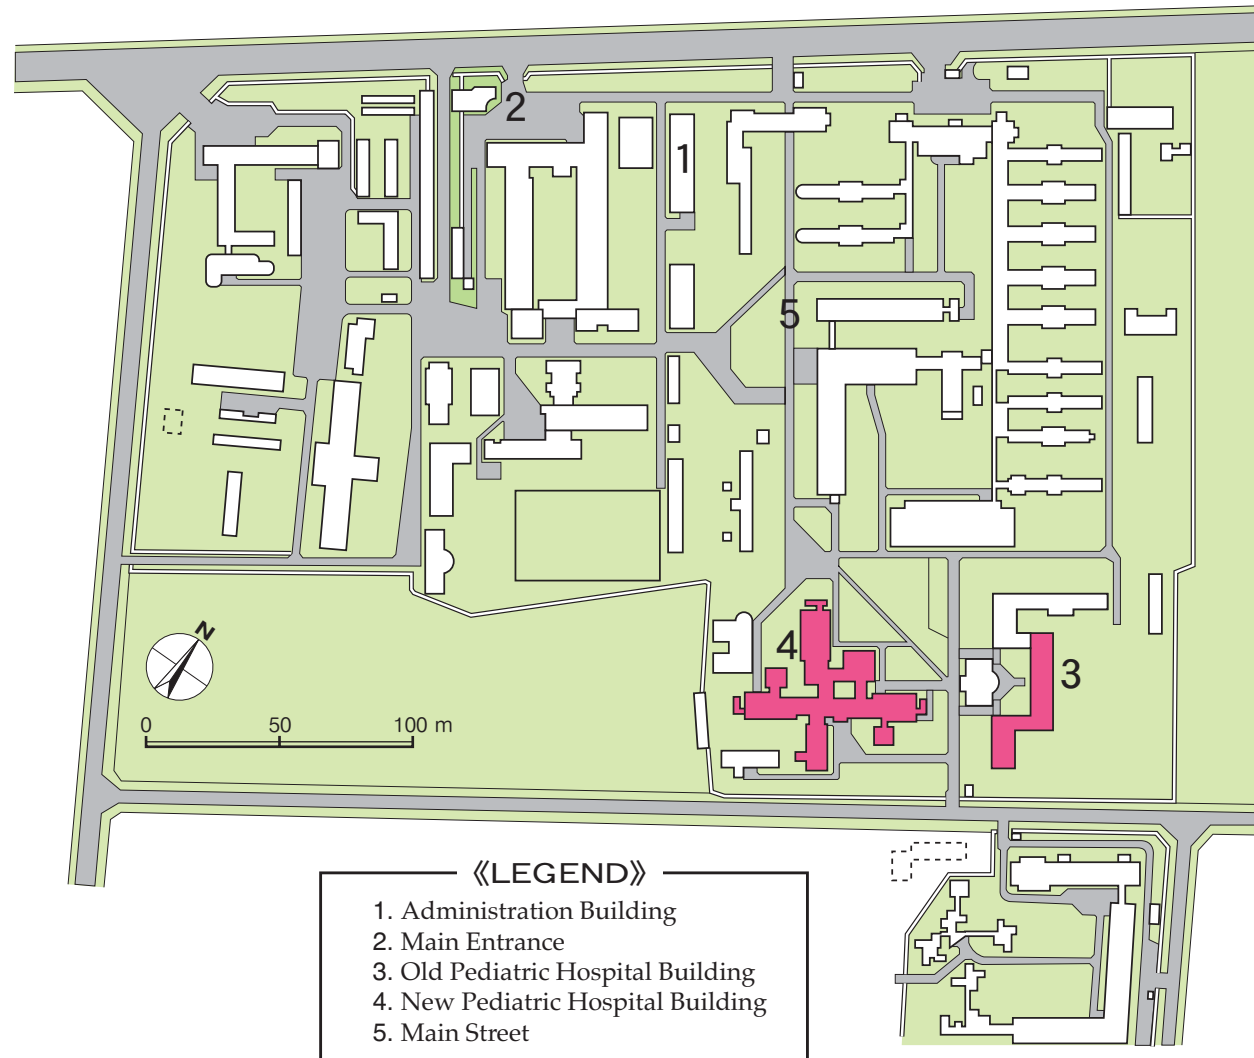 2
1
5
N
4
3
0 50 100 m
《LEGEND》
1. Administration Building
2. Main Entrance
3. Old Pediatric Hospital Building
4. New Pediatric Hospital Building
5. Main Street